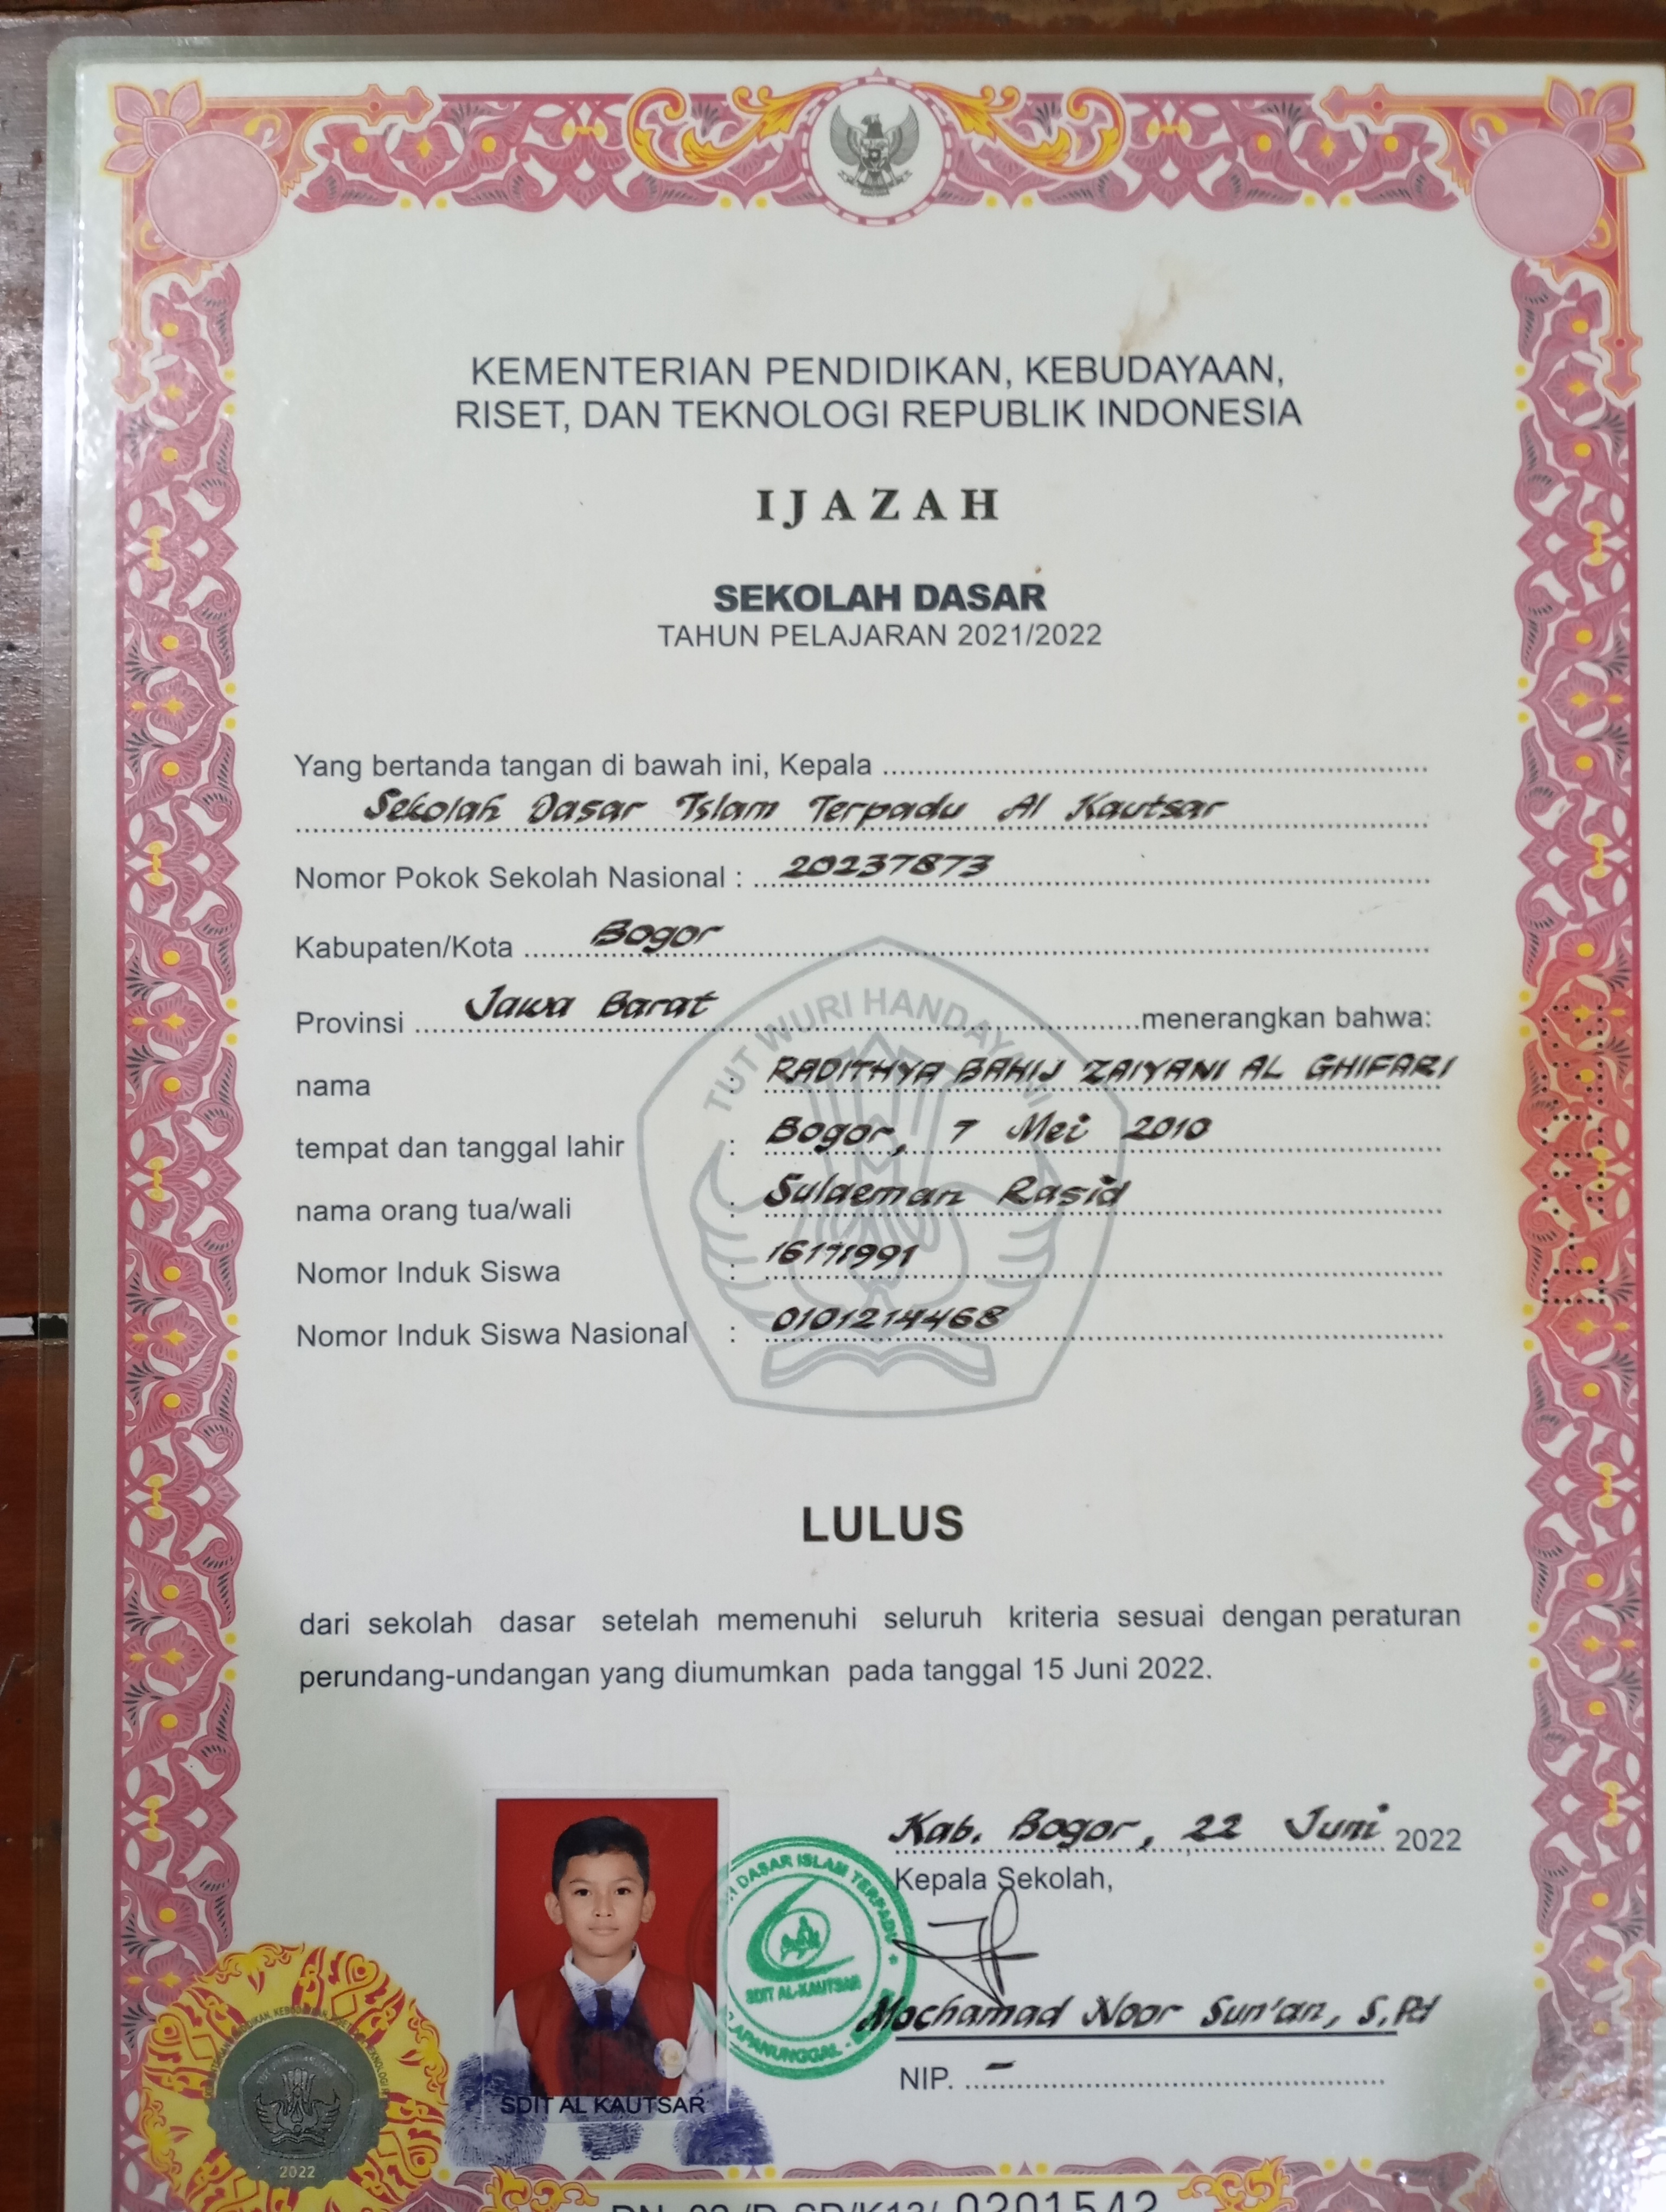 KEMENTERIAN PENDIDIKAN, KEBUDAYAAN,
RISET, DAN TEKNOLOGI REPUBLIK INDONESIA
IJAZAH
SEKOLAH DASAR
TAHUN PELAJARAN 2021/2022
Yang bertanda tangan di bawah ini, Kepala
Sekolah Dasar Islam Terpadu Al Kautsar
Nomor Pokok Sekolah Nasional : 20237873
Kabupaten/Kota Bogor
Provinsi Jawa Barat menerangkan bahwa:
TUT WURI HANDAYANI
nama : RADITHYA BAHIJ ZAIYANI AL GHIFARI
tempat dan tanggal lahir : Bogor, 7 Mei 2010
nama orang tua/wali : Sulaeman Rasid
Nomor Induk Siswa : 16171991
Nomor Induk Siswa Nasional : 0101214468
LULUS
dari sekolah dasar setelah memenuhi seluruh kriteria sesuai dengan peraturan
perundang-undangan yang diumumkan pada tanggal 15 Juni 2022.
Kab. Bogor, 22 Juni 2022
Kepala Sekolah,
DASAR ISLAM TERPADU
SDIT AL-KAUTSAR
Mochamad Noor Sun'an, S.Pd
NIP. -
SDIT AL KAUTSAR
2022
0201542